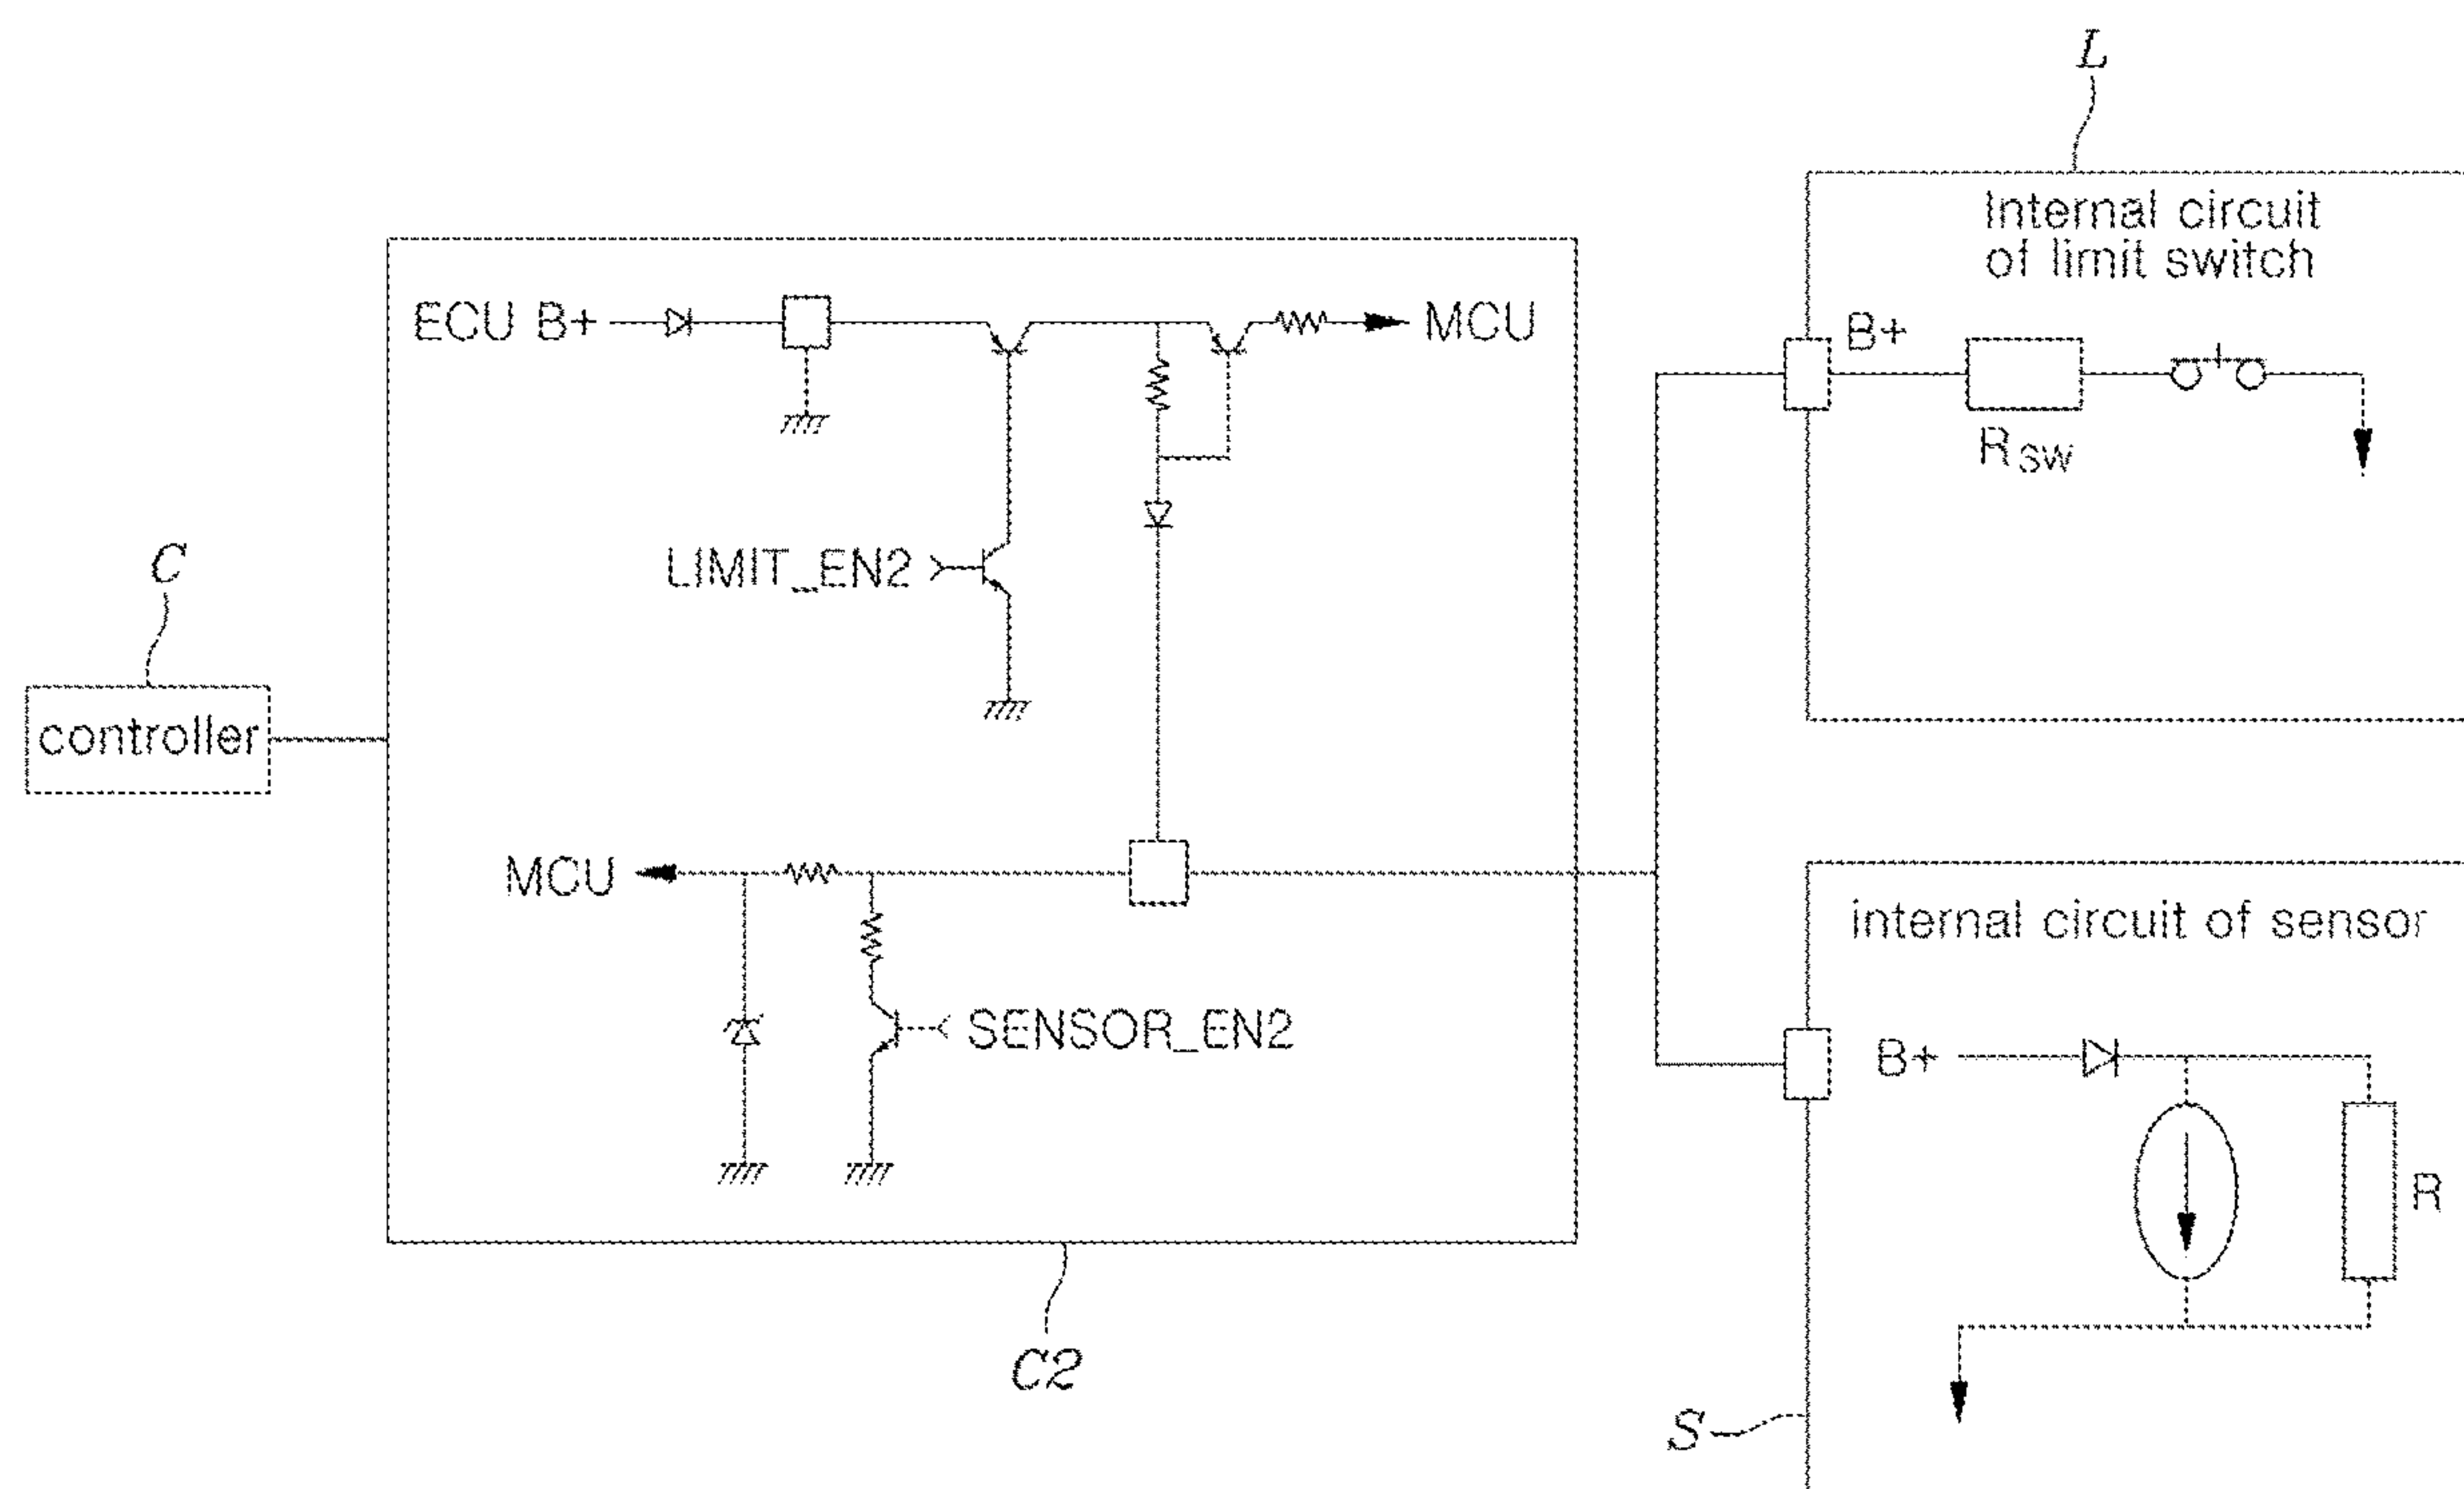 L
Internal circuit
of limit switch
ECU B+
MCU
B+
RSW
LIMIT_EN2
C
controller
MCU
internal circuit of sensor
SENSOR_EN2
B+
R
C2
S